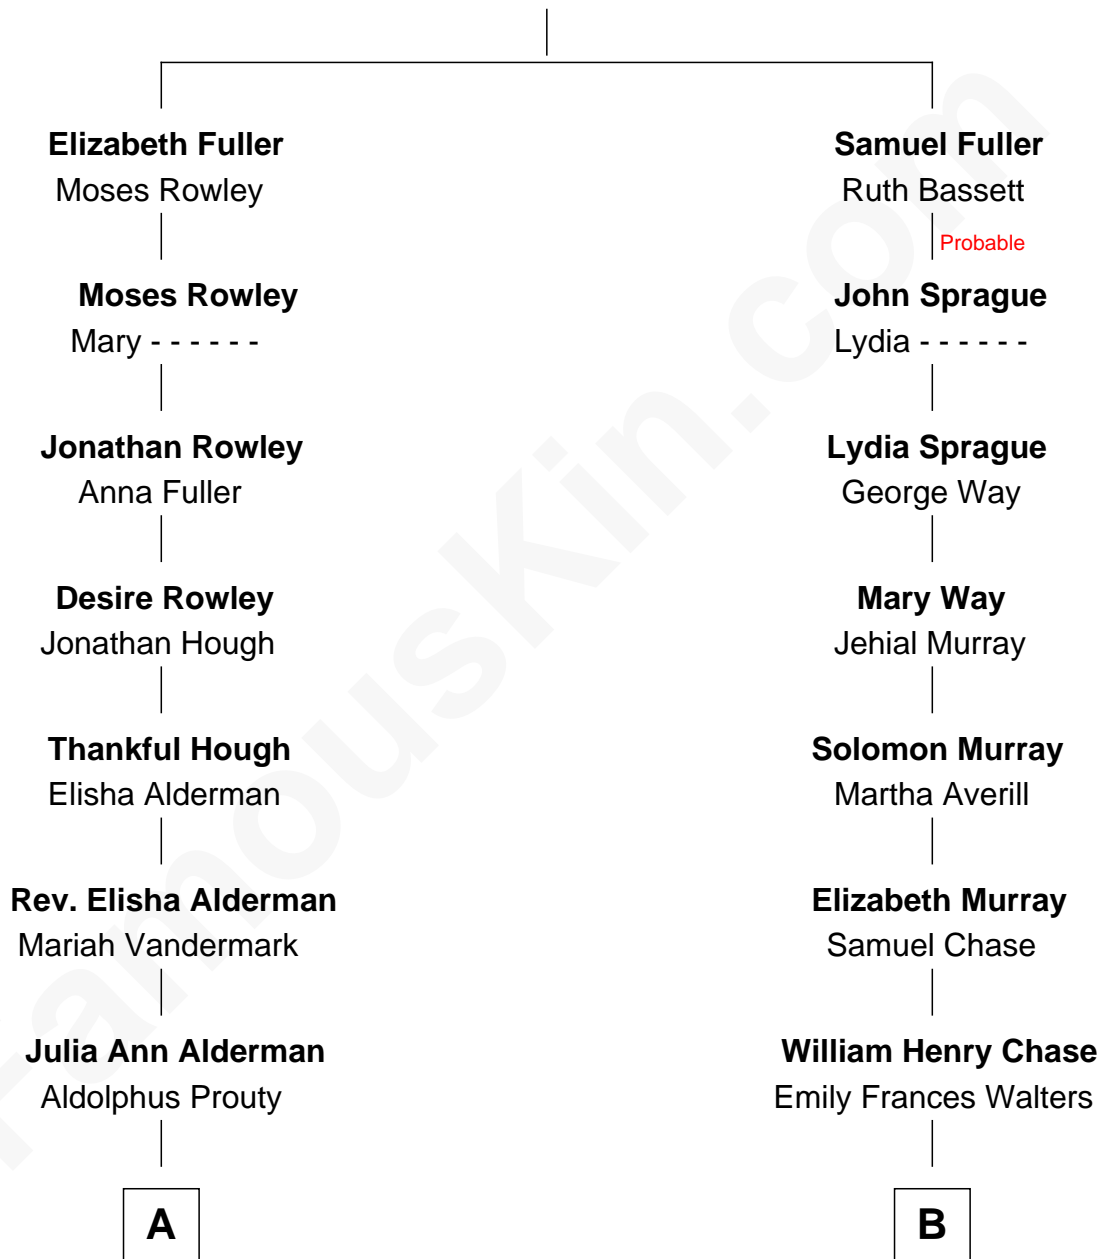 Elizabeth Fuller
Moses Rowley
Moses Rowley
Mary - - - - - -
Jonathan Rowley
Anna Fuller
Desire Rowley
Jonathan Hough
Thankful Hough
Elisha Alderman
Rev. Elisha Alderman
Mariah Vandermark
Julia Ann Alderman
Aldolphus Prouty
A
Samuel Fuller
Ruth Bassett
Probable
John Sprague
Lydia - - - - - -
Lydia Sprague
George Way
Mary Way
Jehial Murray
Solomon Murray
Martha Averill
Elizabeth Murray
Samuel Chase
William Henry Chase
Emily Frances Walters
B
FamousKin.com